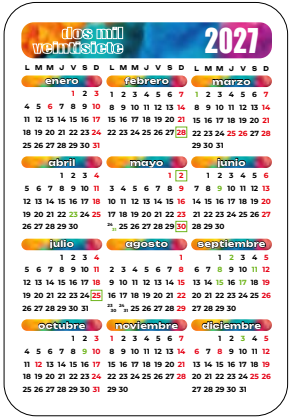 dos mil
veintisiete
2027
L M M J V S D
L M M J V S D
L M M J V S D
enero
1 2 3
4 5 6 7 8 9 10
11 12 13 14 15 16 17
18 19 20 21 22 23 24
25 26 27 28 29 30 31
febrero
1 2 3 4 5 6 7
8 9 10 11 12 13 14
15 16 17 18 19 20 21
22 23 24 25 26 27 28
marzo
1 2 3 4 5 6 7
8 9 10 11 12 13 14
15 16 17 18 19 20 21
22 23 24 25 26 27 28
29 30 31
abril
1 2 3 4
5 6 7 8 9 10 11
12 13 14 15 16 17 18
19 20 21 22 23 24 25
26 27 28 29 30
mayo
1 2
3 4 5 6 7 8 9
10 11 12 13 14 15 16
17 18 19 20 21 22 23
24 31 25 26 27 28 29 30
junio
1 2 3 4 5 6
7 8 9 10 11 12 13
14 15 16 17 18 19 20
21 22 23 24 25 26 27
28 29 30
julio
1 2 3 4
5 6 7 8 9 10 11
12 13 14 15 16 17 18
19 20 21 22 23 24 25
26 27 28 29 30 31
agosto
1
2 3 4 5 6 7 8
9 10 11 12 13 14 15
16 17 18 19 20 21 22
23 30 24 31 25 26 27 28 29
septiembre
1 2 3 4 5
6 7 8 9 10 11 12
13 14 15 16 17 18 19
20 21 22 23 24 25 26
27 28 29 30
octubre
1 2 3
4 5 6 7 8 9 10
11 12 13 14 15 16 17
18 19 20 21 22 23 24
25 26 27 28 29 30 31
noviembre
1 2 3 4 5 6 7
8 9 10 11 12 13 14
15 16 17 18 19 20 21
22 23 24 25 26 27 28
29 30
diciembre
1 2 3 4 5
6 7 8 9 10 11 12
13 14 15 16 17 18 19
20 21 22 23 24 25 26
27 28 29 30 31